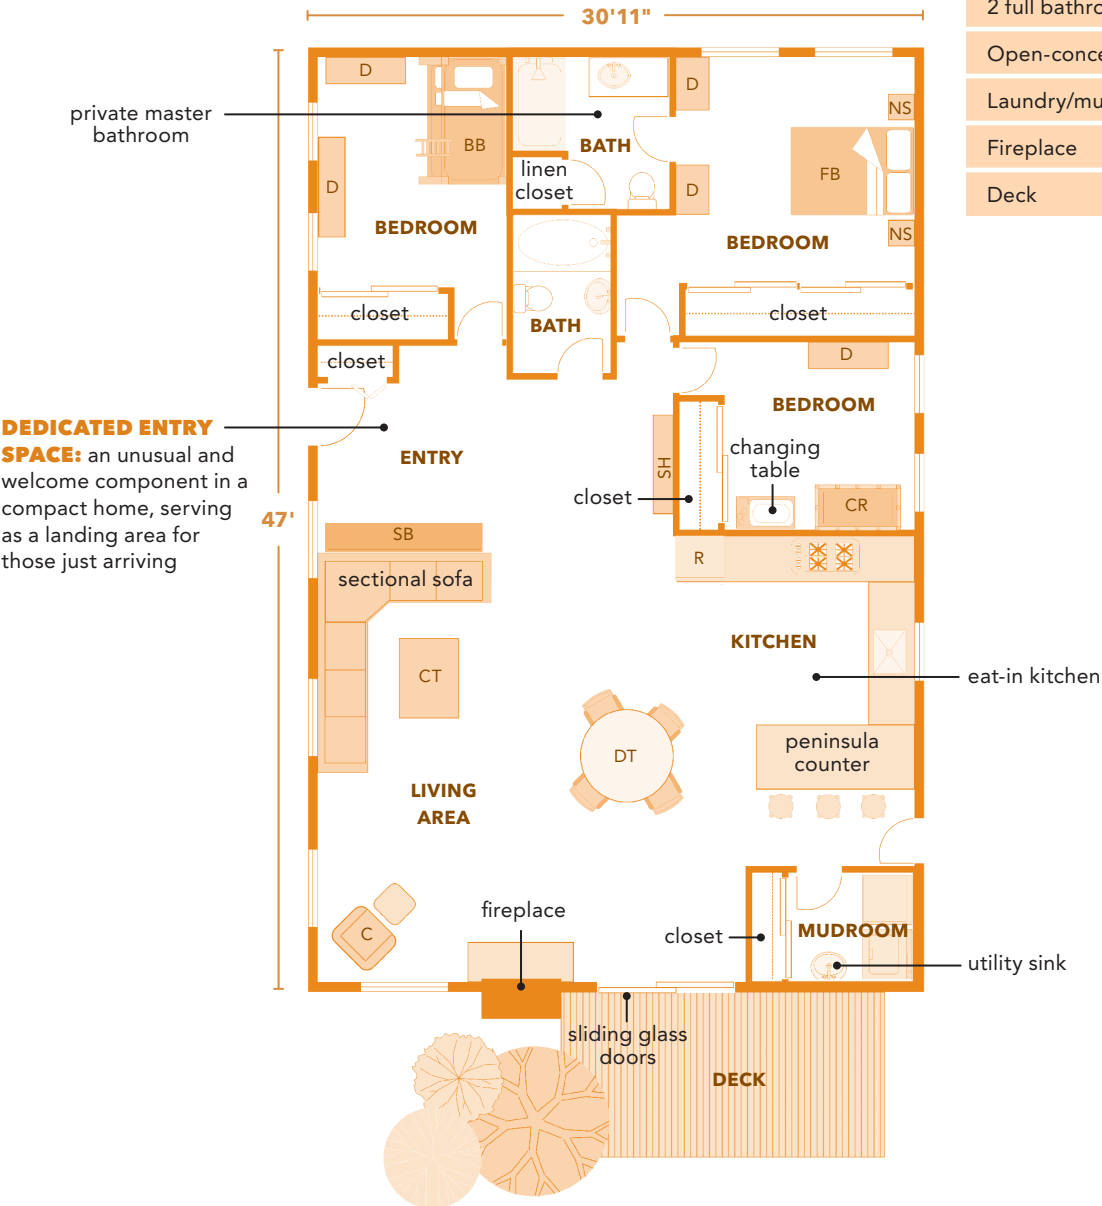 30'11"
2 full bathro
Open-conce
Laundry/mu
Fireplace
Deck
private master
bathroom
D
BB
D
BEDROOM
closet
closet
BATH
linen
closet
BATH
D
D
NS
FB
NS
BEDROOM
closet
D
BEDROOM
changing
table
CR
closet
SH
DEDICATED ENTRY
SPACE: an unusual and
welcome component in a
compact home, serving
as a landing area for
those just arriving
47'
ENTRY
SB
sectional sofa
CT
LIVING
AREA
C
R
KITCHEN
eat-in kitchen
DT
peninsula
counter
fireplace
closet
MUDROOM
utility sink
sliding glass
doors
DECK